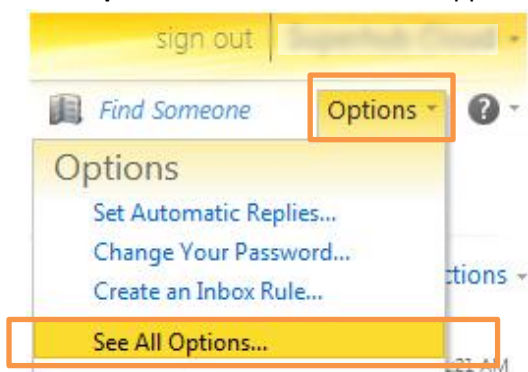 sign out
Find Someone Options ?
Options
Set Automatic Replies...
Change Your Password...
Create an Inbox Rule...
ctions
See All Options...
AM